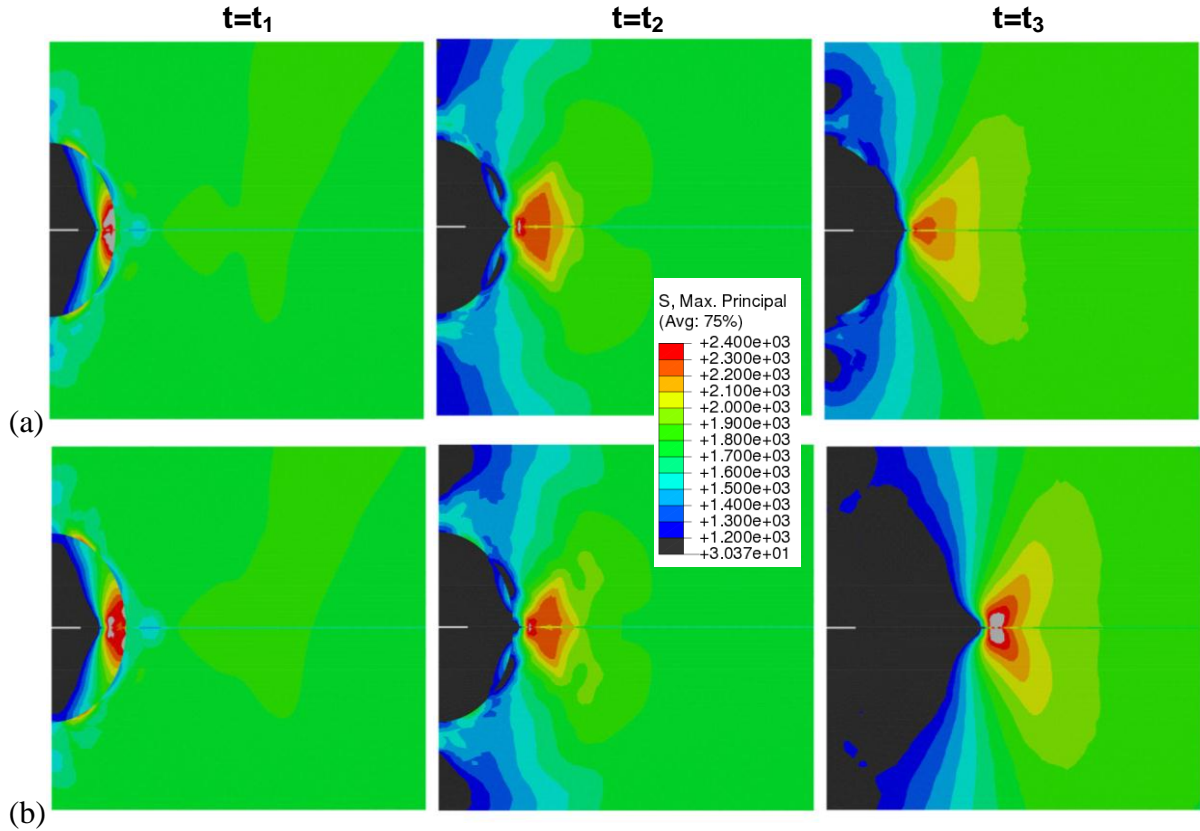 t=t₁ t=t₂ t=t₃
(a)
S, Max. Principal
(Avg: 75%)
+2.400e+03
+2.300e+03
+2.200e+03
+2.100e+03
+2.000e+03
+1.900e+03
+1.800e+03
+1.700e+03
+1.600e+03
+1.500e+03
+1.400e+03
+1.300e+03
+1.200e+03
+3.037e+01
(b)